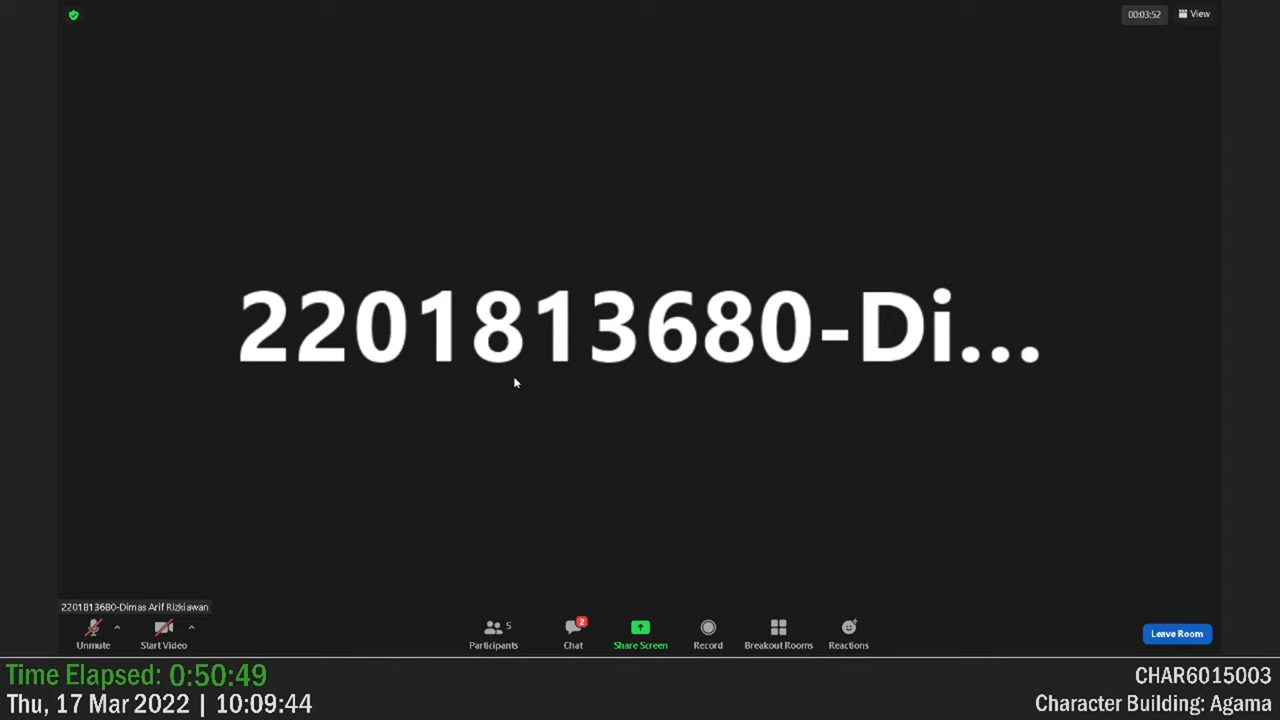 00:03:52
View
2201813680-Di...
2201813680-Dimas Arif Rizkiawan
Unmute
Start Video
5
Participants
2
Chat
Share Screen
Record
Breakout Rooms
Reactions
Leave Room
Time Elapsed: 0:50:49
Thu, 17 Mar 2022 | 10:09:44
CHAR6015003
Character Building: Agama